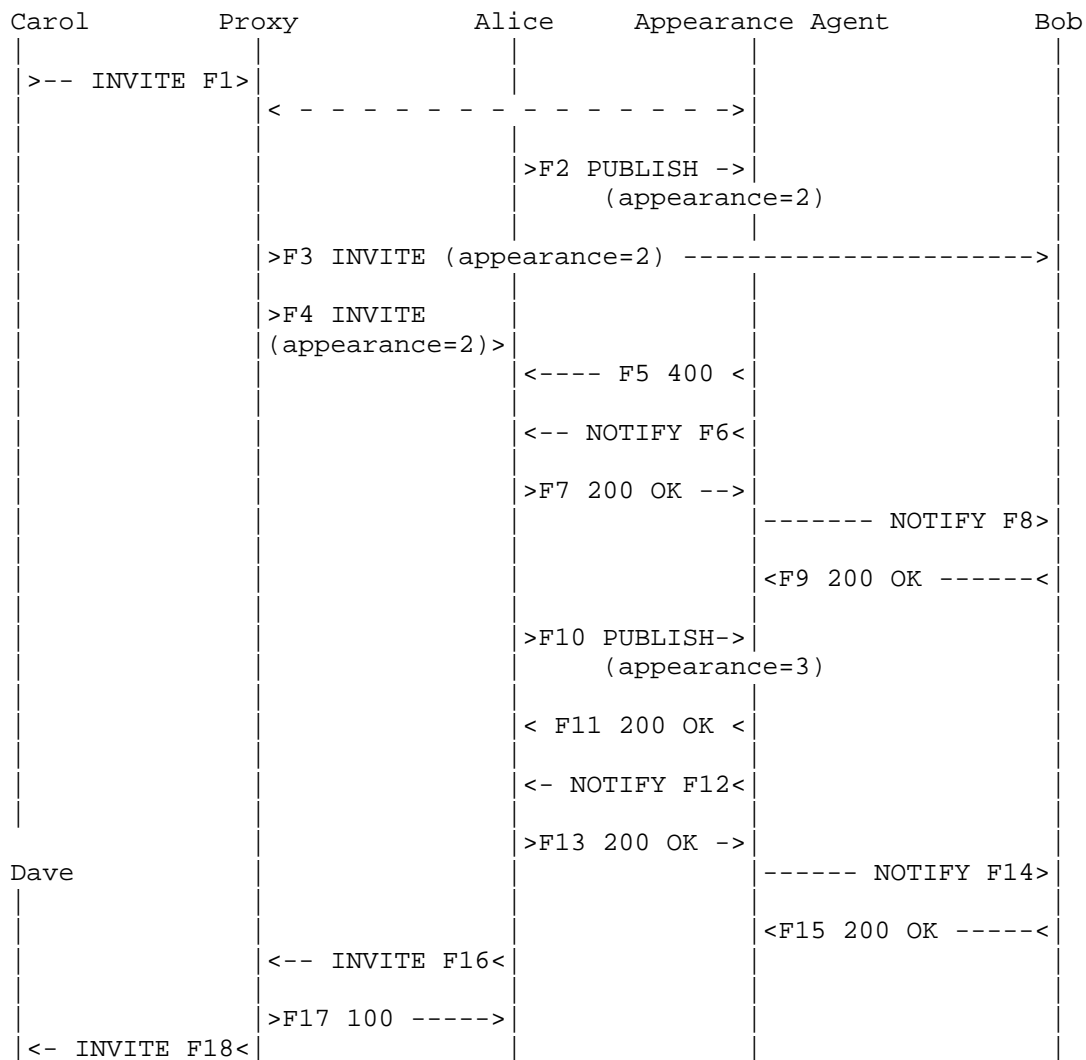 Carol Proxy Alice Appearance Agent Bob
>-- INVITE F1>
< - - - - - - - - - - - - - - ->
>F2 PUBLISH ->
(appearance=2)
>F3 INVITE (appearance=2) ---------------------->
>F4 INVITE
(appearance=2)>
<---- F5 400 <
<-- NOTIFY F6<
>F7 200 OK -->
------- NOTIFY F8>
<F9 200 OK ------<
>F10 PUBLISH->
(appearance=3)
< F11 200 OK <
<- NOTIFY F12<
>F13 200 OK ->
Dave ------ NOTIFY F14>
<F15 200 OK -----<
<-- INVITE F16<
>F17 100 ----->
<- INVITE F18<